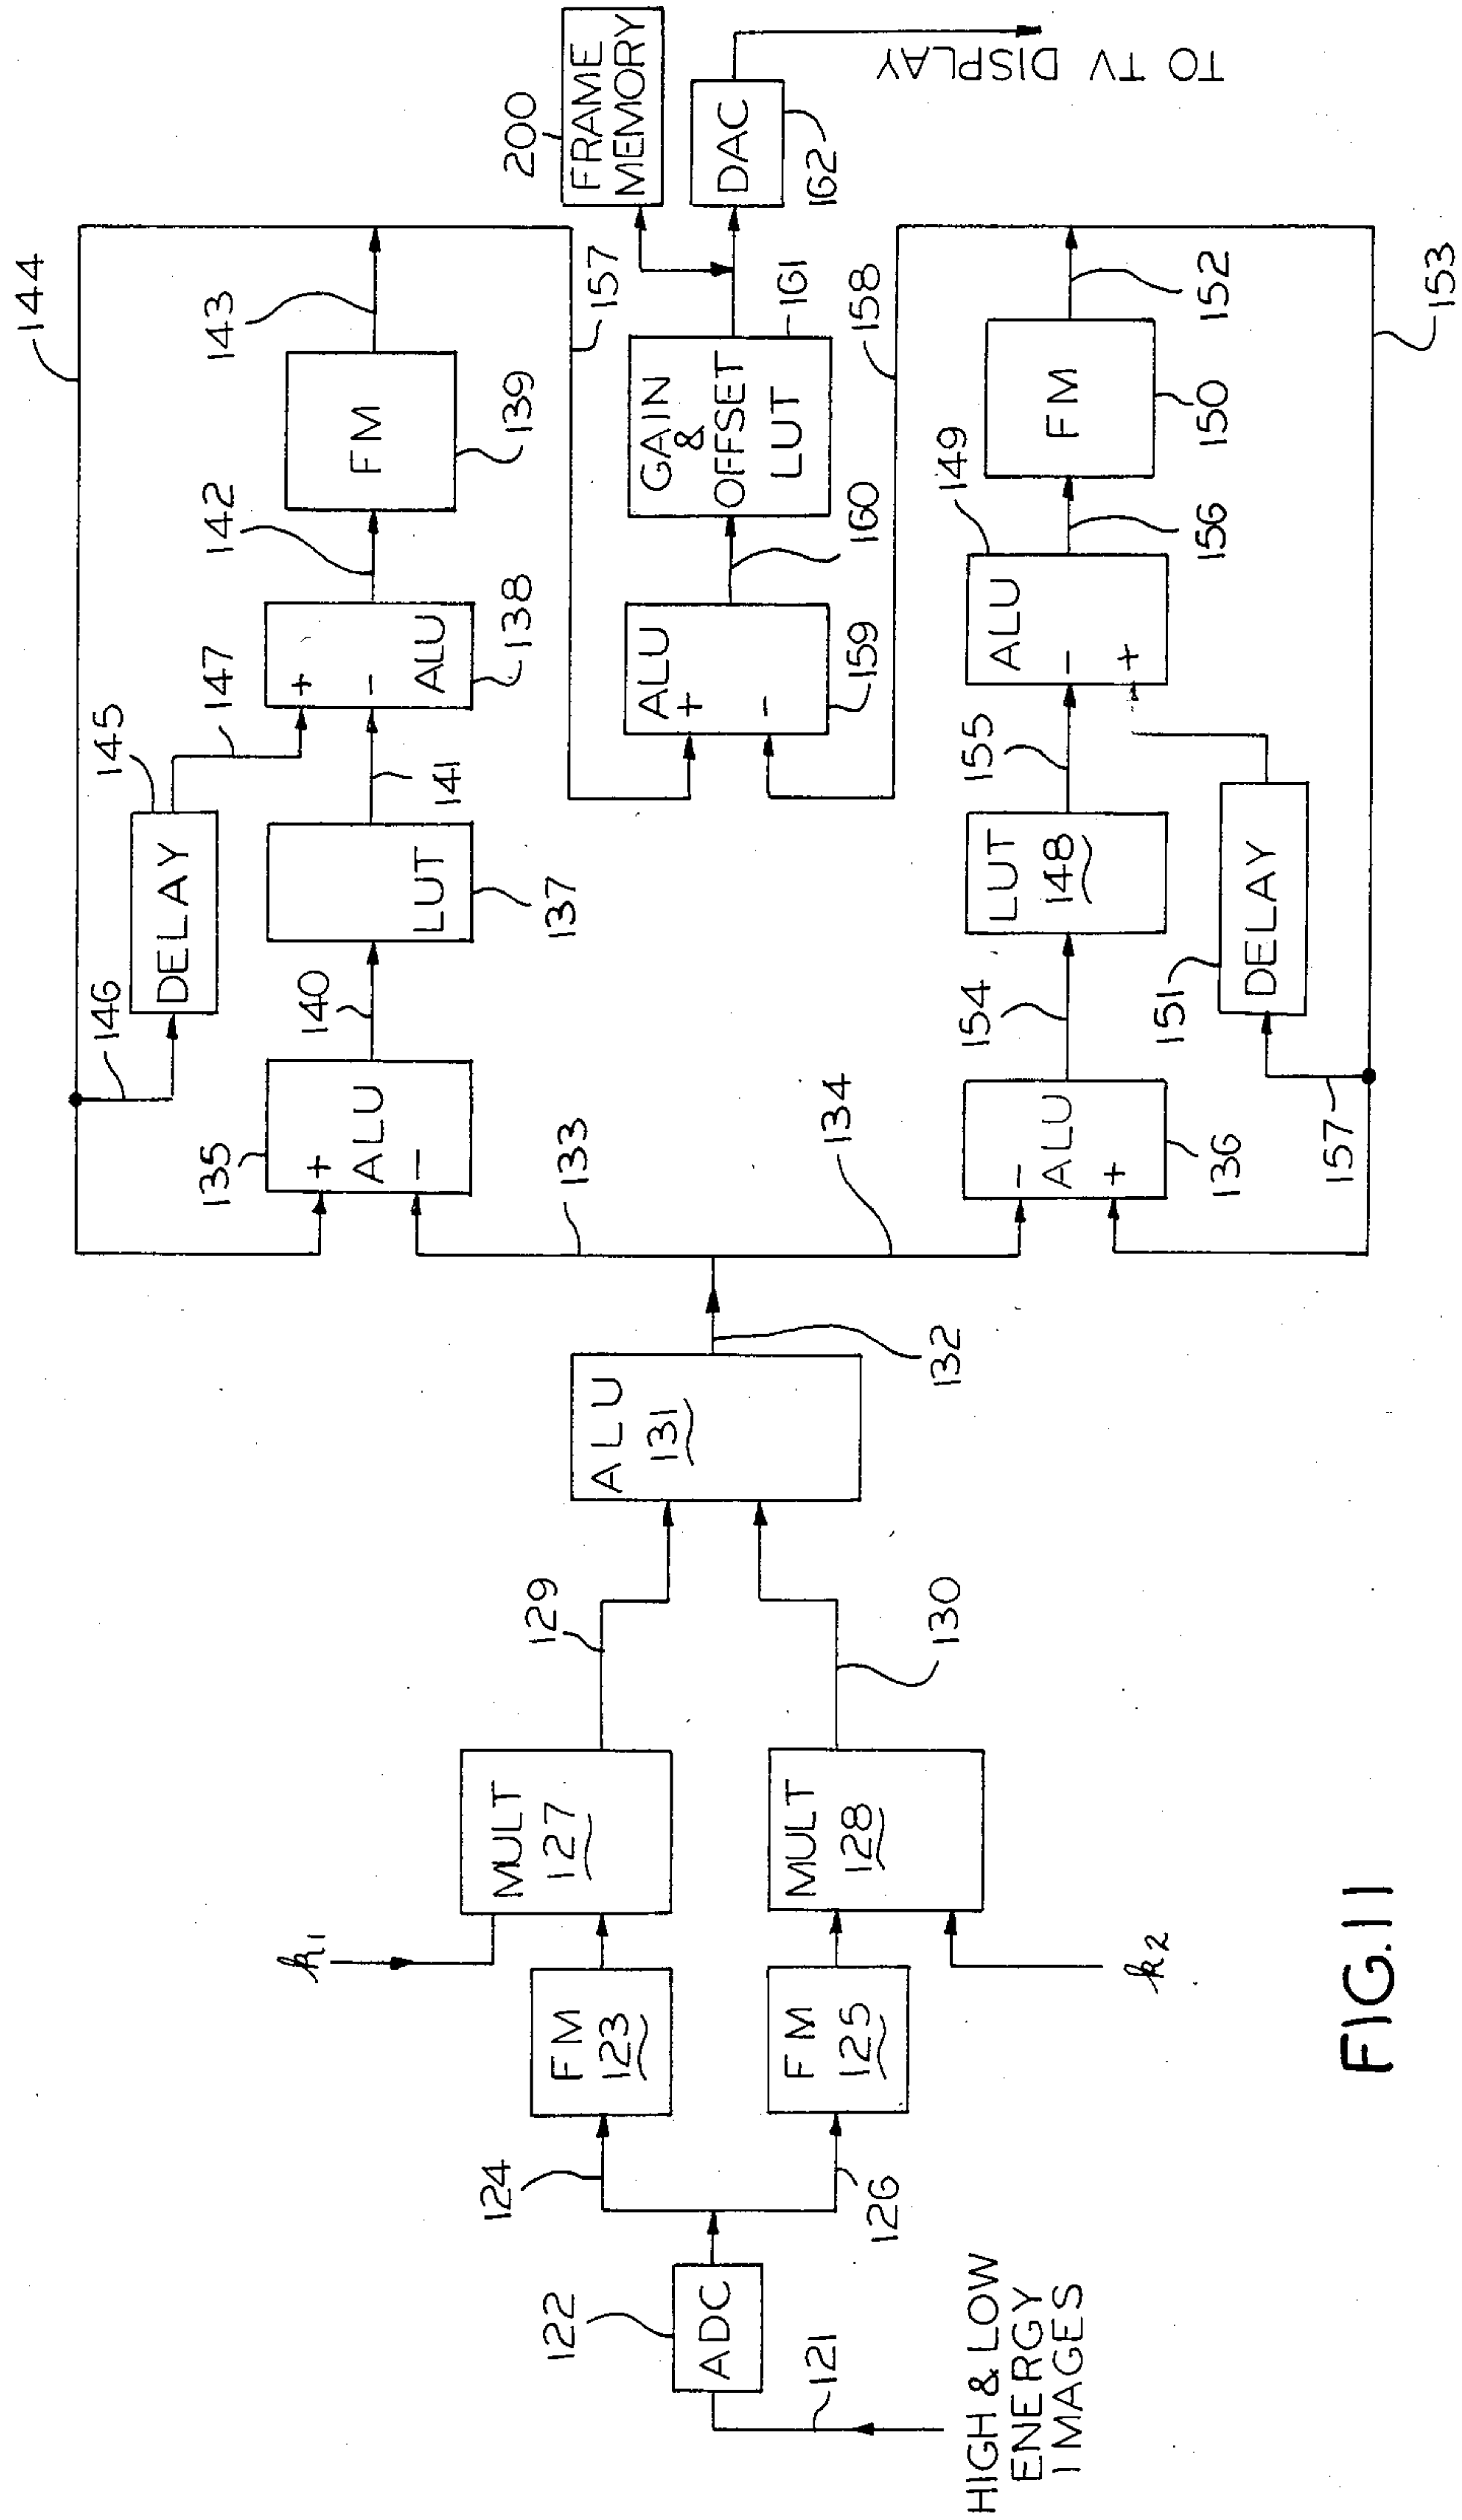 HIGH & LOW
ENERGY
IMAGES
121
122
ADC
124
126
FM
123
FM
125
k1
k2
MULT
127
MULT
128
129
130
ALU
131
132
133
134
135
+
ALU
−
140
LUT
137
141
146
DELAY
145
147
+
−
ALU
138
142
FM
139
143
144
−
ALU
+
136
154
LUT
148
155
157
151
DELAY
ALU
−
+
149
156
FM
150
152
153
157
158
ALU
+
−
159
160
GAIN
&
OFFSET
LUT
161
200
FRAME
MEMORY
DAC
162
TO TV DISPLAY
FIG.11